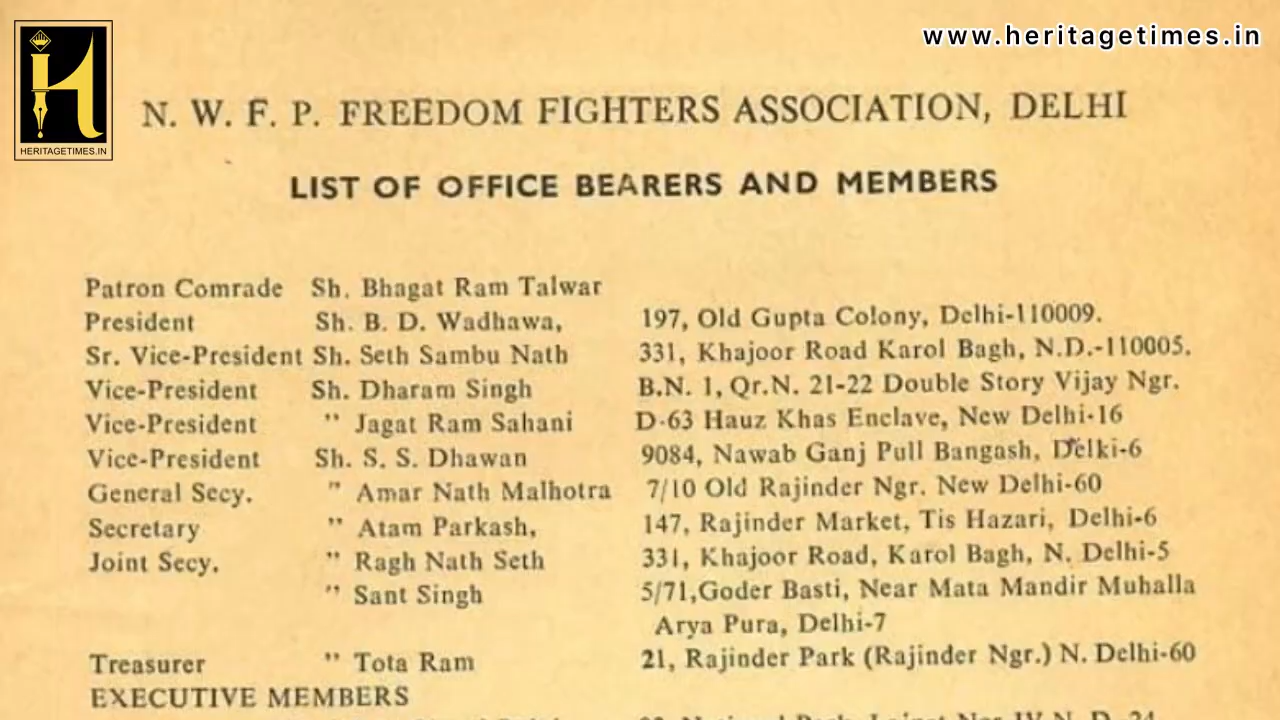 www.heritagetimes.in
HERITAGETIMES.IN
N. W. F. P. FREEDOM FIGHTERS ASSOCIATION, DELHI
LIST OF OFFICE BEARERS AND MEMBERS
Patron Comrade Sh. Bhagat Ram Talwar
President Sh. B. D. Wadhawa, 197, Old Gupta Colony, Delhi-110009.
Sr. Vice-President Sh. Seth Sambu Nath 331, Khajoor Road Karol Bagh, N.D.-110005.
Vice-President Sh. Dharam Singh B.N. 1, Qr.N. 21-22 Double Story Vijay Ngr.
Vice-President " Jagat Ram Sahani D-63 Hauz Khas Enclave, New Delhi-16
Vice-President Sh. S. S. Dhawan 9084, Nawab Ganj Pull Bangash, Delki-6
General Secy. " Amar Nath Malhotra 7/10 Old Rajinder Ngr. New Delhi-60
Secretary " Atam Parkash, 147, Rajinder Market, Tis Hazari, Delhi-6
Joint Secy. " Ragh Nath Seth 331, Khajoor Road, Karol Bagh, N. Delhi-5
" Sant Singh 5/71,Goder Basti, Near Mata Mandir Muhalla
Arya Pura, Delhi-7
Treasurer " Tota Ram 21, Rajinder Park (Rajinder Ngr.) N. Delhi-60
EXECUTIVE MEMBERS